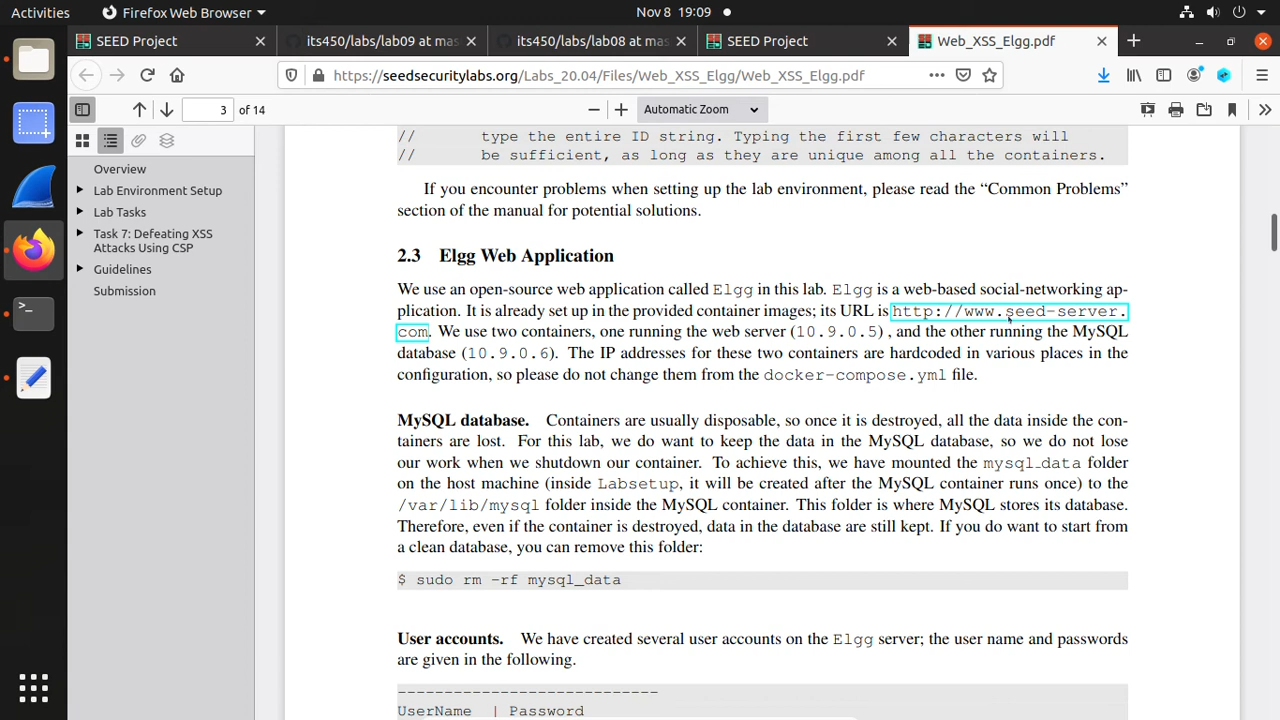 Activities
Firefox Web Browser
Nov 8 19:09
SEED Project
its450/labs/lab09 at mas
its450/labs/lab08 at mas
SEED Project
Web_XSS_Elgg.pdf
https://seedsecuritylabs.org/Labs_20.04/Files/Web_XSS_Elgg/Web_XSS_Elgg.pdf
3 of 14
Automatic Zoom
Overview
Lab Environment Setup
Lab Tasks
Task 7: Defeating XSS
Attacks Using CSP
Guidelines
Submission
// type the entire ID string. Typing the first few characters will
// be sufficient, as long as they are unique among all the containers.
If you encounter problems when setting up the lab environment, please read the “Common Problems”
section of the manual for potential solutions.
2.3 Elgg Web Application
We use an open-source web application called Elgg in this lab. Elgg is a web-based social-networking ap-
plication. It is already set up in the provided container images; its URL is http://www.seed-server.
com. We use two containers, one running the web server (10.9.0.5), and the other running the MySQL
database (10.9.0.6). The IP addresses for these two containers are hardcoded in various places in the
configuration, so please do not change them from the docker-compose.yml file.
MySQL database. Containers are usually disposable, so once it is destroyed, all the data inside the con-
tainers are lost. For this lab, we do want to keep the data in the MySQL database, so we do not lose
our work when we shutdown our container. To achieve this, we have mounted the mysql_data folder
on the host machine (inside Labsetup, it will be created after the MySQL container runs once) to the
/var/lib/mysql folder inside the MySQL container. This folder is where MySQL stores its database.
Therefore, even if the container is destroyed, data in the database are still kept. If you do want to start from
a clean database, you can remove this folder:
$ sudo rm -rf mysql_data
User accounts. We have created several user accounts on the Elgg server; the user name and passwords
are given in the following.
----------------------------
UserName | Password